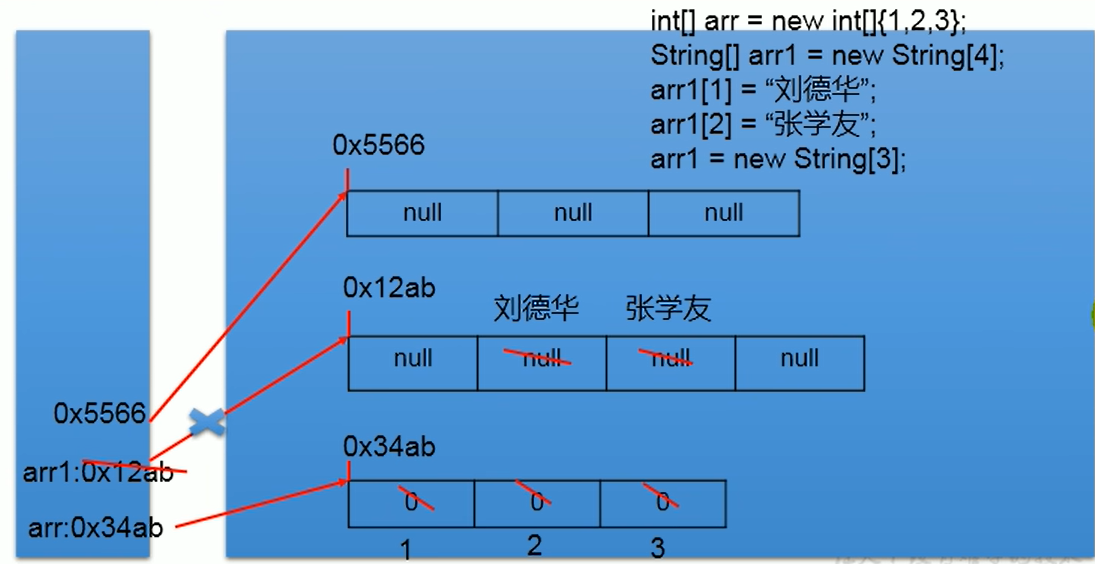 int[] arr = new int[]{1,2,3};
String[] arr1 = new String[4];
arr1[1] = “刘德华”;
arr1[2] = “张学友”;
arr1 = new String[3];
0x5566
null null null
0x12ab
刘德华 张学友
null null null null
0x5566
0x34ab
arr1:0x12ab
0 0 0
arr:0x34ab
1 2 3